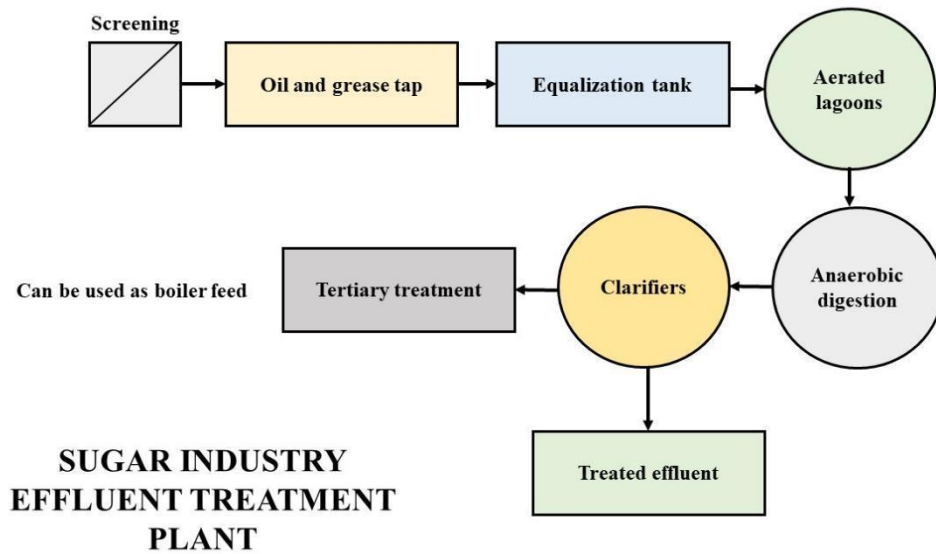 Screening
Oil and grease tap
Equalization tank
Aerated
lagoons
Can be used as boiler feed
Tertiary treatment
Clarifiers
Anaerobic
digestion
SUGAR INDUSTRY
EFFLUENT TREATMENT
PLANT
Treated effluent